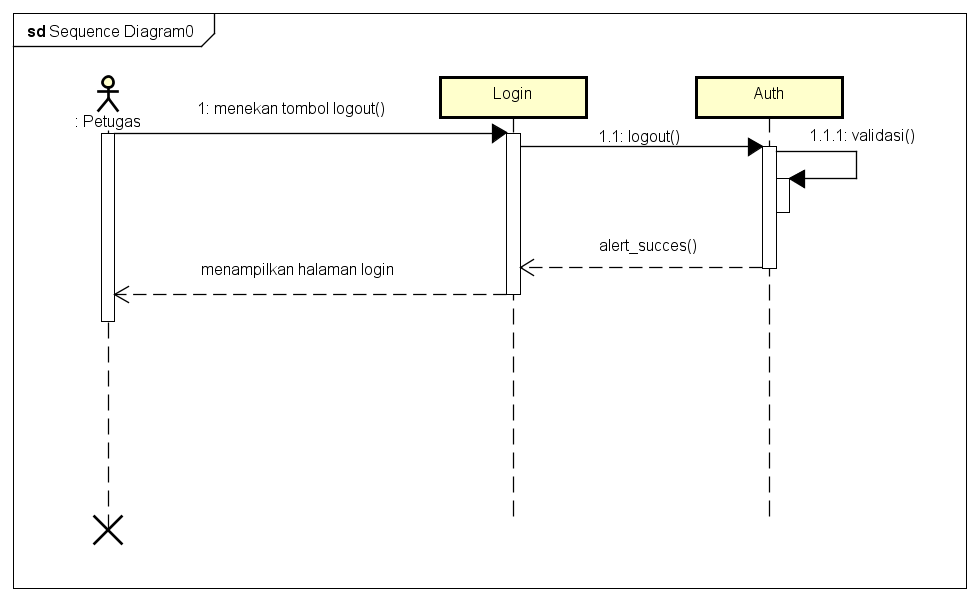 sd Sequence Diagram0
: Petugas
Login
Auth
1: menekan tombol logout()
1.1: logout()
1.1.1: validasi()
alert_succes()
menampilkan halaman login